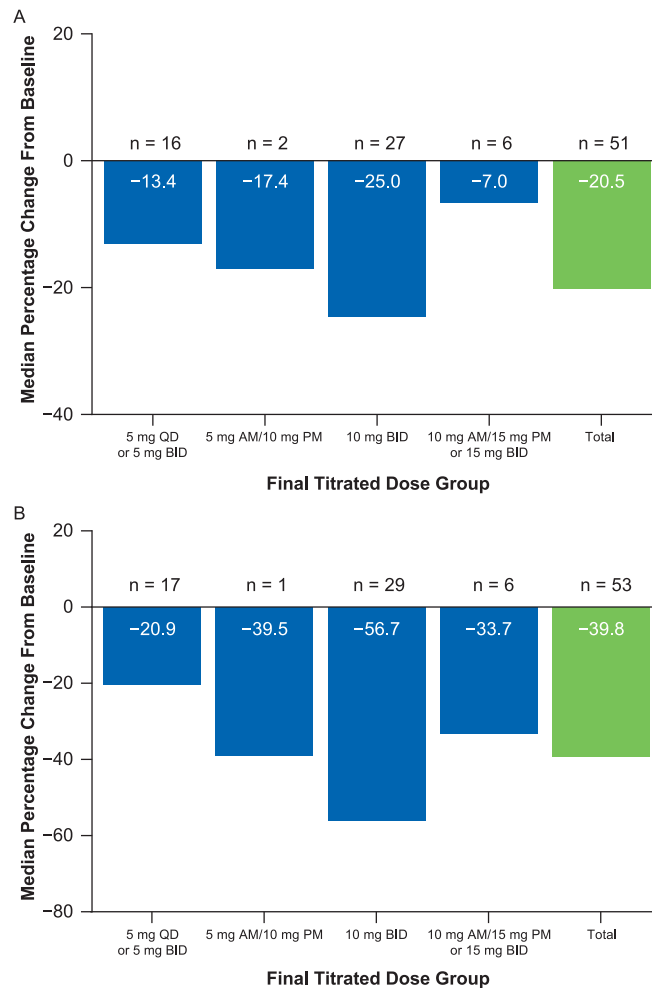 A
Median Percentage Change From Baseline
20
0
−20
−40
n = 16
n = 2
n = 27
n = 6
n = 51
−13.4
−17.4
−25.0
−7.0
−20.5
5 mg QD
or 5 mg BID
5 mg AM/10 mg PM
10 mg BID
10 mg AM/15 mg PM
or 15 mg BID
Total
Final Titrated Dose Group
B
Median Percentage Change From Baseline
20
0
−20
−40
−60
−80
n = 17
n = 1
n = 29
n = 6
n = 53
−20.9
−39.5
−56.7
−33.7
−39.8
5 mg QD
or 5 mg BID
5 mg AM/10 mg PM
10 mg BID
10 mg AM/15 mg PM
or 15 mg BID
Total
Final Titrated Dose Group